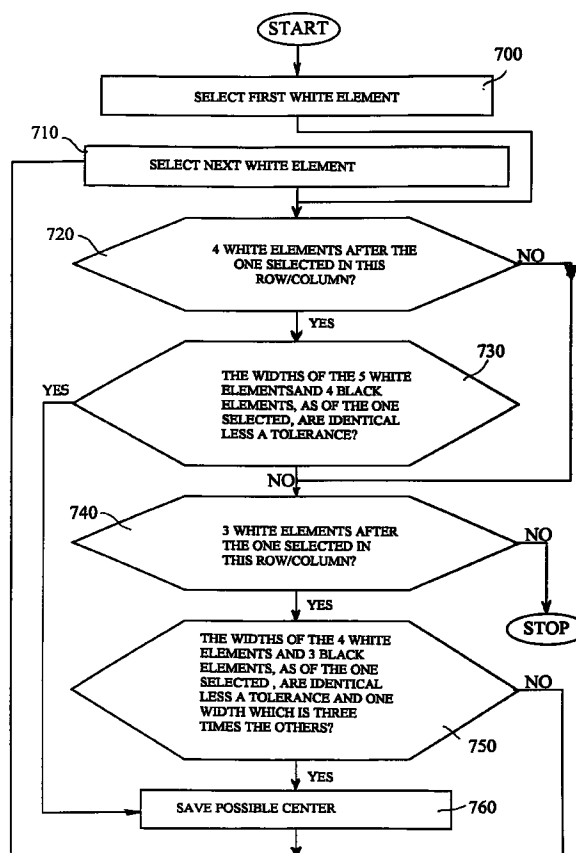 START
700
SELECT FIRST WHITE ELEMENT
710
SELECT NEXT WHITE ELEMENT
720
4 WHITE ELEMENTS AFTER THE
ONE SELECTED IN THIS
ROW/COLUMN?
NO
YES
730
YES
THE WIDTHS OF THE 5 WHITE
ELEMENTSAND 4 BLACK
ELEMENTS, AS OF THE ONE
SELECTED, ARE IDENTICAL
LESS A TOLERANCE?
NO
740
3 WHITE ELEMENTS AFTER
THE ONE SELECTED IN
THIS ROW/COLUMN?
NO
YES
STOP
THE WIDTHS OF THE 4 WHITE
ELEMENTS AND 3 BLACK
ELEMENTS, AS OF THE ONE
SELECTED , ARE IDENTICAL
LESS A TOLERANCE AND ONE
WIDTH WHICH IS THREE
TIMES THE OTHERS?
NO
750
YES
SAVE POSSIBLE CENTER
760